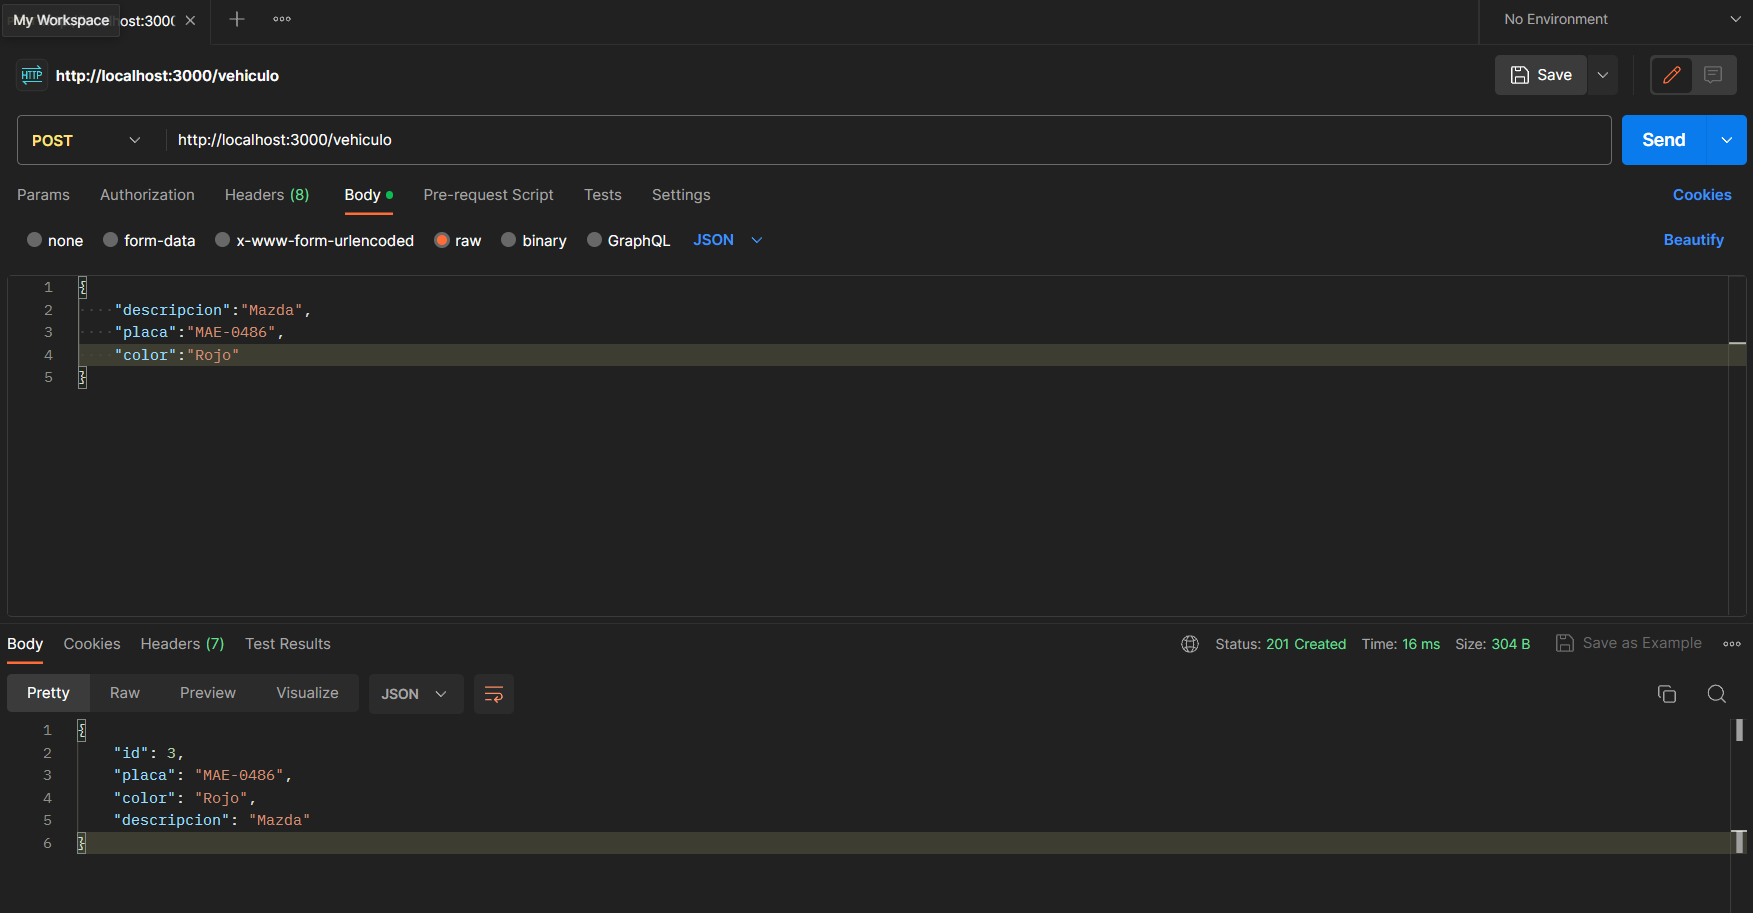 My Workspace ost:300
No Environment
HTTP http://localhost:3000/vehiculo
Save
POST http://localhost:3000/vehiculo
Send
Params Authorization Headers (8) Body Pre-request Script Tests Settings Cookies
none form-data x-www-form-urlencoded raw binary GraphQL JSON Beautify
1 {
2 "descripcion":"Mazda",
3 "placa":"MAE-0486",
4 "color":"Rojo"
5 }
Body Cookies Headers (7) Test Results Status: 201 Created Time: 16 ms Size: 304 B Save as Example
Pretty Raw Preview Visualize JSON
1 {
2 "id": 3,
3 "placa": "MAE-0486",
4 "color": "Rojo",
5 "descripcion": "Mazda"
6 }